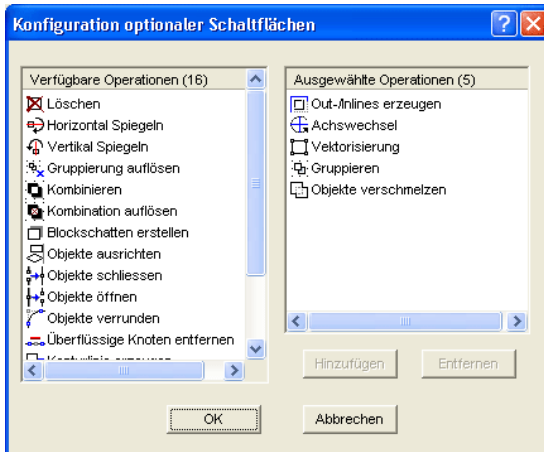 Konfiguration optionaler Schaltflächen
Verfügbare Operationen (16)
Löschen
Horizontal Spiegeln
Vertikal Spiegeln
Gruppierung auflösen
Kombinieren
Kombination auflösen
Blockschatten erstellen
Objekte ausrichten
Objekte schliessen
Objekte öffnen
Objekte verrunden
Überflüssige Knoten entfernen
Ausgewählte Operationen (5)
Out-/Inlines erzeugen
Achswechsel
Vektorisierung
Gruppieren
Objekte verschmelzen
Hinzufügen
Entfernen
OK
Abbrechen